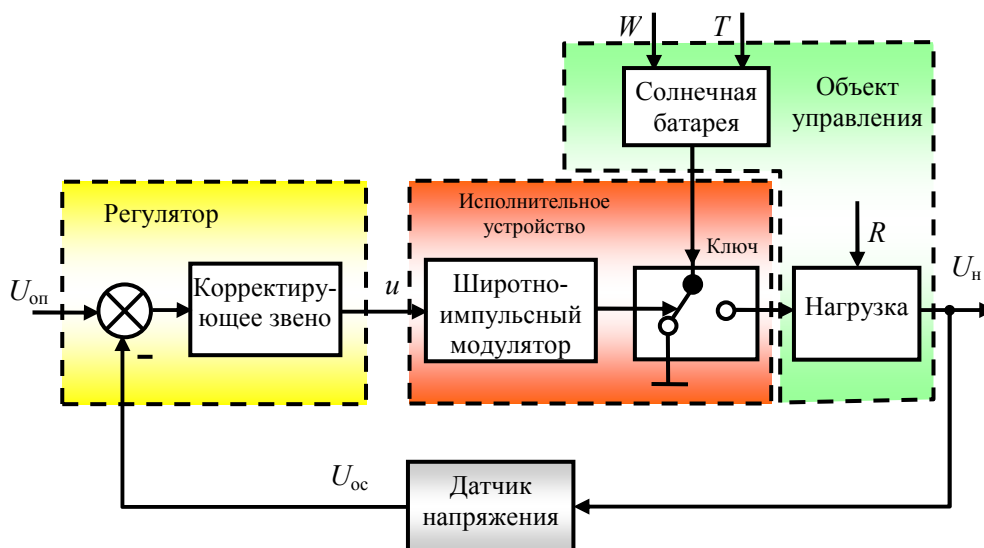 W
T
Солнечная
батарея
Объект
управления
Регулятор
Исполнительное
устройство
Ключ
R
Uоп
Корректиру-
ющее звено
u
Широтно-
импульсный
модулятор
Нагрузка
Uн
-
Uос
Датчик
напряжения